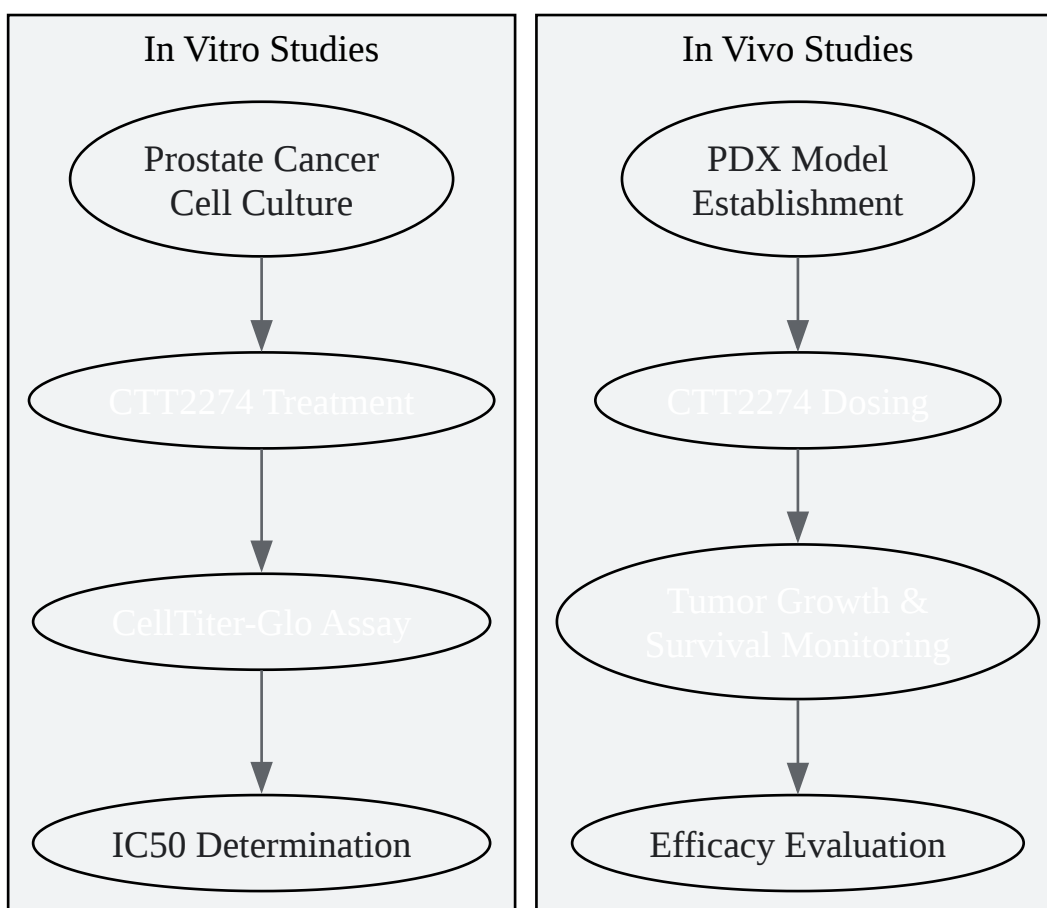 In Vitro Studies
Prostate Cancer
Cell Culture
CTT2274 Treatment
CellTiter-Glo Assay
IC50 Determination
In Vivo Studies
PDX Model
Establishment
CTT2274 Dosing
Tumor Growth &
Survival Monitoring
Efficacy Evaluation